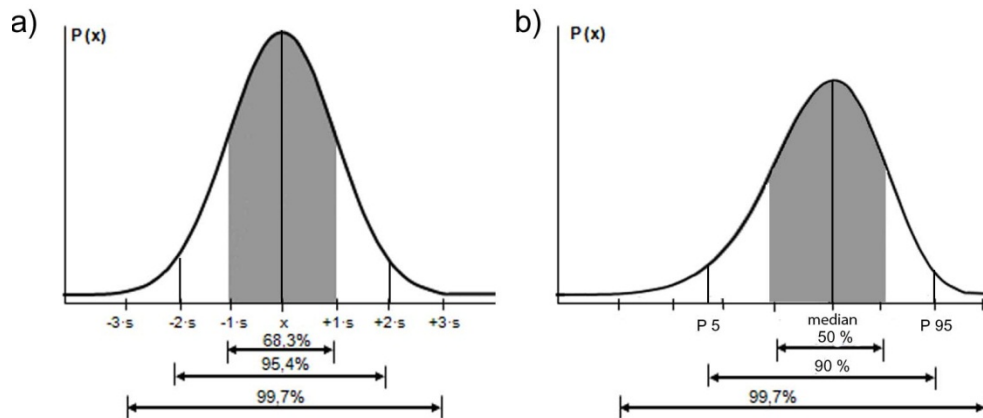 a)
P(x)
-3·s -2·s -1·s x +1·s +2·s +3·s
68,3%
95,4%
99,7%
b)
P(x)
P 5 median P 95
50 %
90 %
99,7%